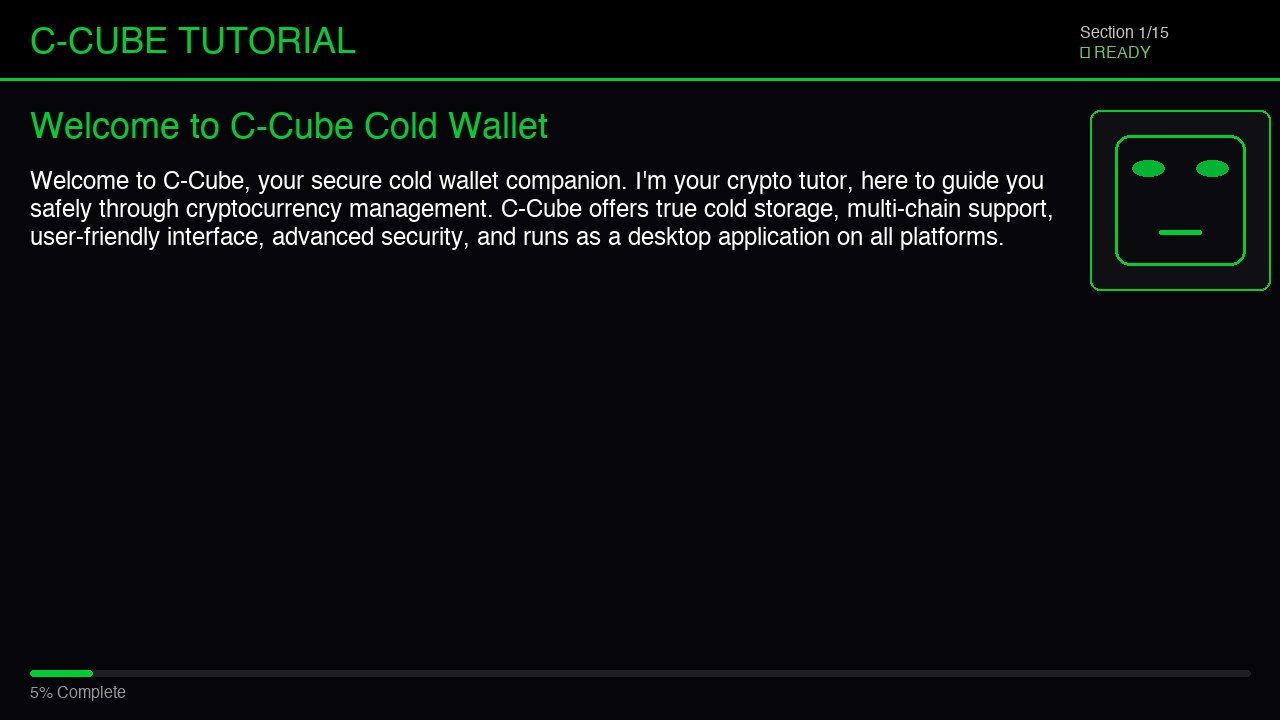 C-CUBE TUTORIAL
Section 1/15
READY
Welcome to C-Cube Cold Wallet
Welcome to C-Cube, your secure cold wallet companion. I'm your crypto tutor, here to guide you
safely through cryptocurrency management. C-Cube offers true cold storage, multi-chain support,
user-friendly interface, advanced security, and runs as a desktop application on all platforms.
5% Complete